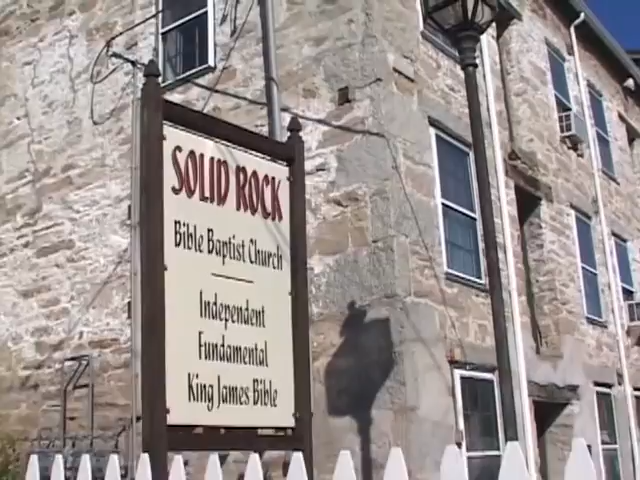 SOLID ROCK
Bible Baptist Church
Independent
Fundamental
King James Bible